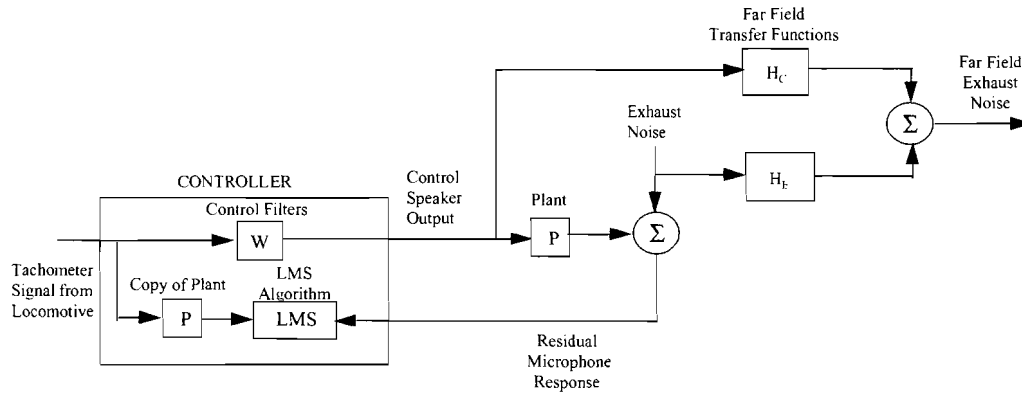 Far Field
Transfer Functions
H_C
Far Field
Exhaust
Noise
Σ
Exhaust
Noise
H_E
CONTROLLER
Control Filters
W
Control
Speaker
Output
Plant
P
Σ
Tachometer
Signal from
Locomotive
Copy of Plant
P
LMS
Algorithm
LMS
Residual
Microphone
Response